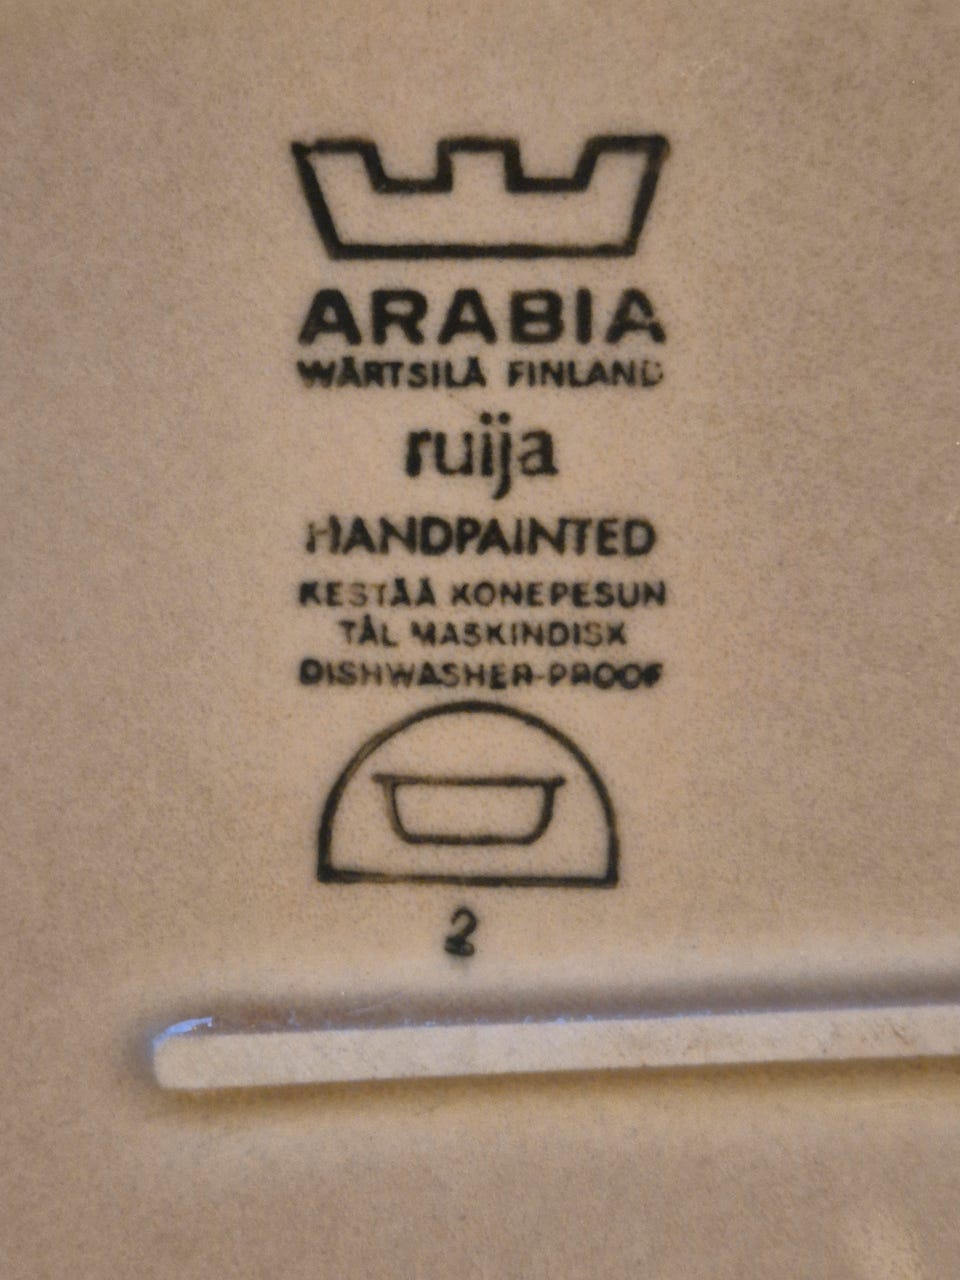 ARABIA
WÄRTSILÄ FINLAND
ruija
HANDPAINTED
KESTÄÄ KONEPESUN
TÅL MASKINDISK
DISHWASHER-PROOF
2